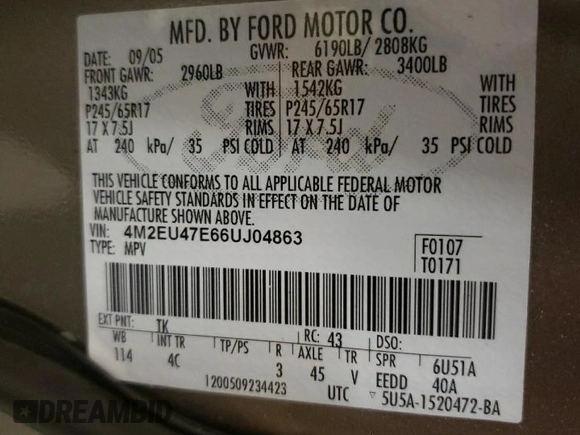 MFD. BY FORD MOTOR CO.
DATE: 09/05 GVWR: 6190LB/ 2808KG
FRONT GAWR: 2960LB REAR GAWR: 3400LB
1343KG WITH 1542KG WITH
P245/65R17 TIRES P245/65R17 TIRES
17 X 7.5J RIMS 17 X 7.5J RIMS
AT 240 kPa/ 35 PSI COLD AT 240 kPa/ 35 PSI COLD
Ford
THIS VEHICLE CONFORMS TO ALL APPLICABLE FEDERAL MOTOR
VEHICLE SAFETY STANDARDS IN EFFECT ON THE DATE OF
MANUFACTURE SHOWN ABOVE.
VIN: 4M2EU47E66UJ04863 F0107
TYPE: MPV T0171
EXT PNT: TK RC: 43 DSO:
WB INT TR TP/PS R AXLE TR SPR 6U51A
114 4C 3 45 V EEDD 40A
1200509234423 UTC 5U5A-1520472-BA
DREAMBID